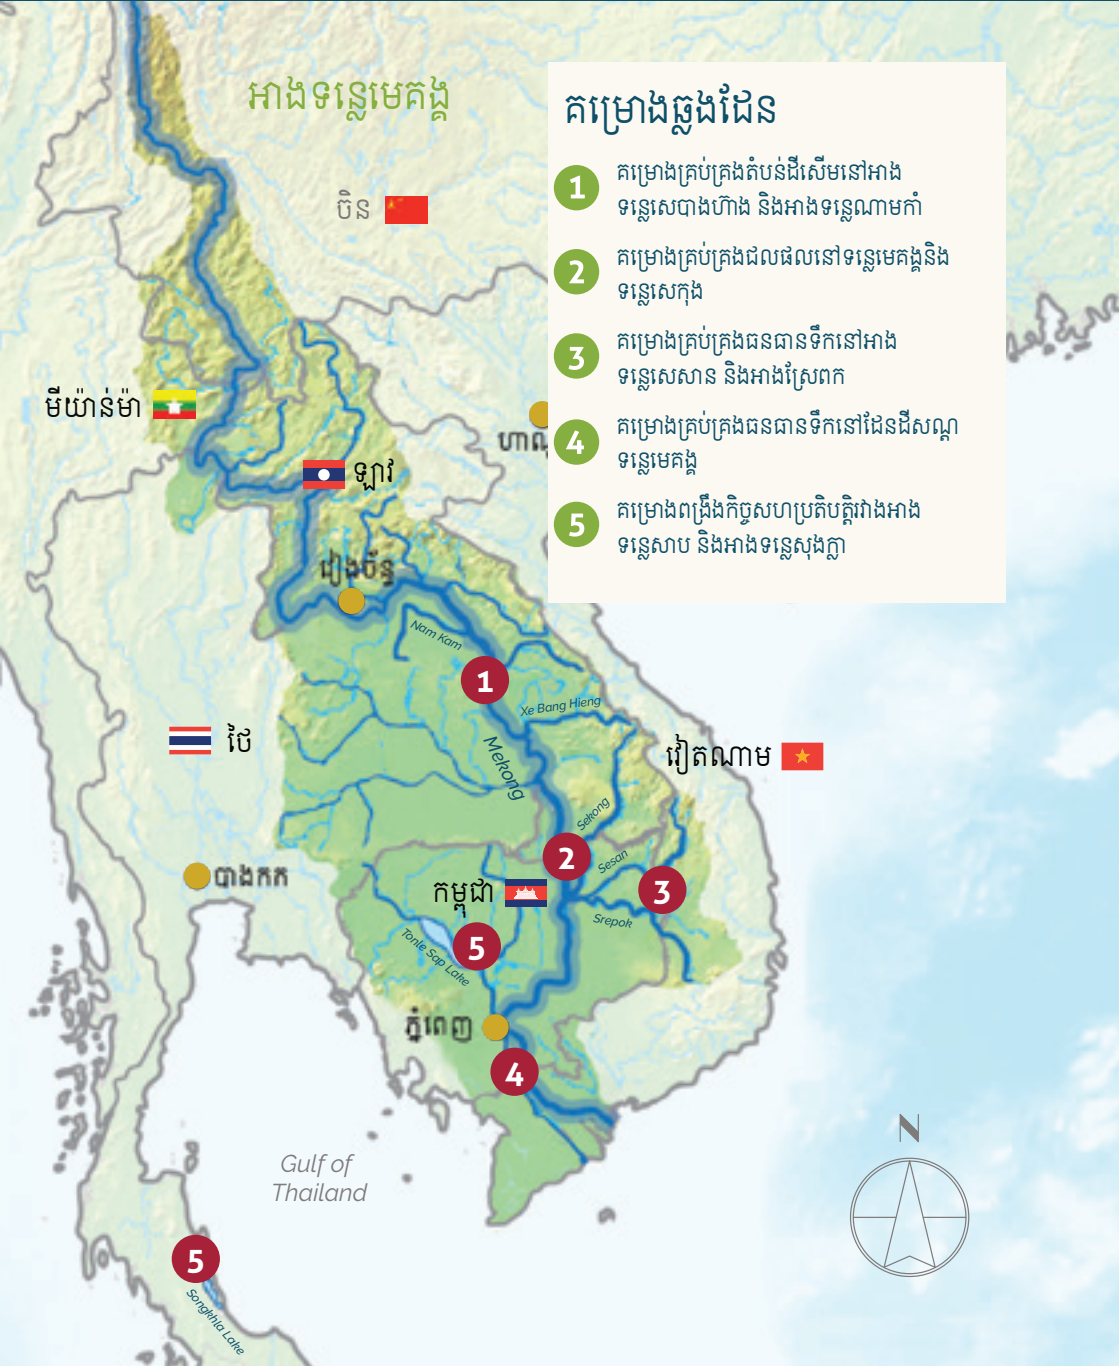 អាងទន្លេមេគង្គ
គម្រោងឆ្លងដែន
1
គម្រោងគ្រប់គ្រងតំបន់ដីសើមនៅអាង
ទន្លេសេបាងហ៊ាង និងអាងទន្លេណាមកាំ
2
គម្រោងគ្រប់គ្រងជលផលនៅទន្លេមេគង្គនិង
ទន្លេសេកុង
3
គម្រោងគ្រប់គ្រងធនធានទឹកនៅអាង
ទន្លេសេសាន និងអាងស្រែពក
4
គម្រោងគ្រប់គ្រងធនធានទឹកនៅដែនដីសណ្ត
ទន្លេមេគង្គ
5
គម្រោងពង្រឹងកិច្ចសហប្រតិបត្តិរវាងអាង
ទន្លេសាប និងអាងទន្លេសុងក្លា
ចិន
មីយ៉ាន់ម៉ា
ឡាវ
វៀងច័ន្ទ
Nam Kam
1
Xe Bang Hieng
ថៃ
Mekong
វៀតណាម
Sekong
2
Sesan
បាងកក
កម្ពុជា
3
Srepok
5
Tonle Sap Lake
ភ្នំពេញ
4
N
Gulf of
Thailand
5
Songkhla Lake